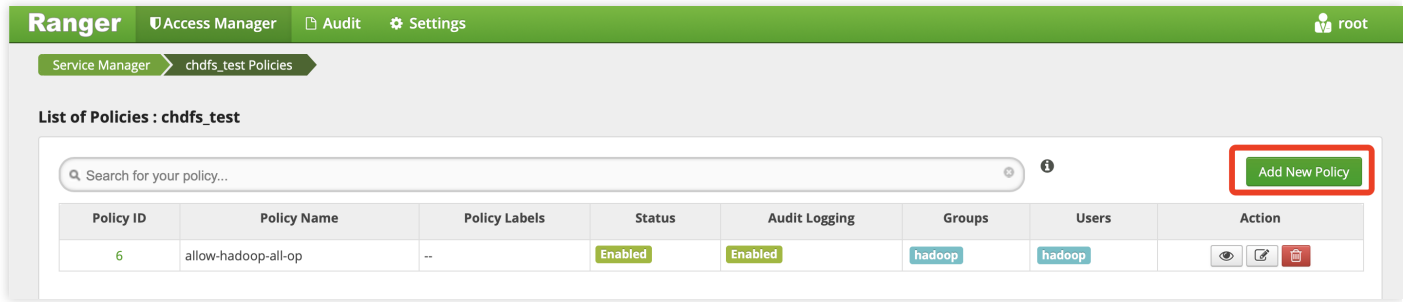 Ranger Access Manager Audit Settings root
Service Manager chdfs_test Policies
List of Policies : chdfs_test
Search for your policy...
Add New Policy
Policy ID Policy Name Policy Labels Status Audit Logging Groups Users Action
6 allow-hadoop-all-op -- Enabled Enabled hadoop hadoop